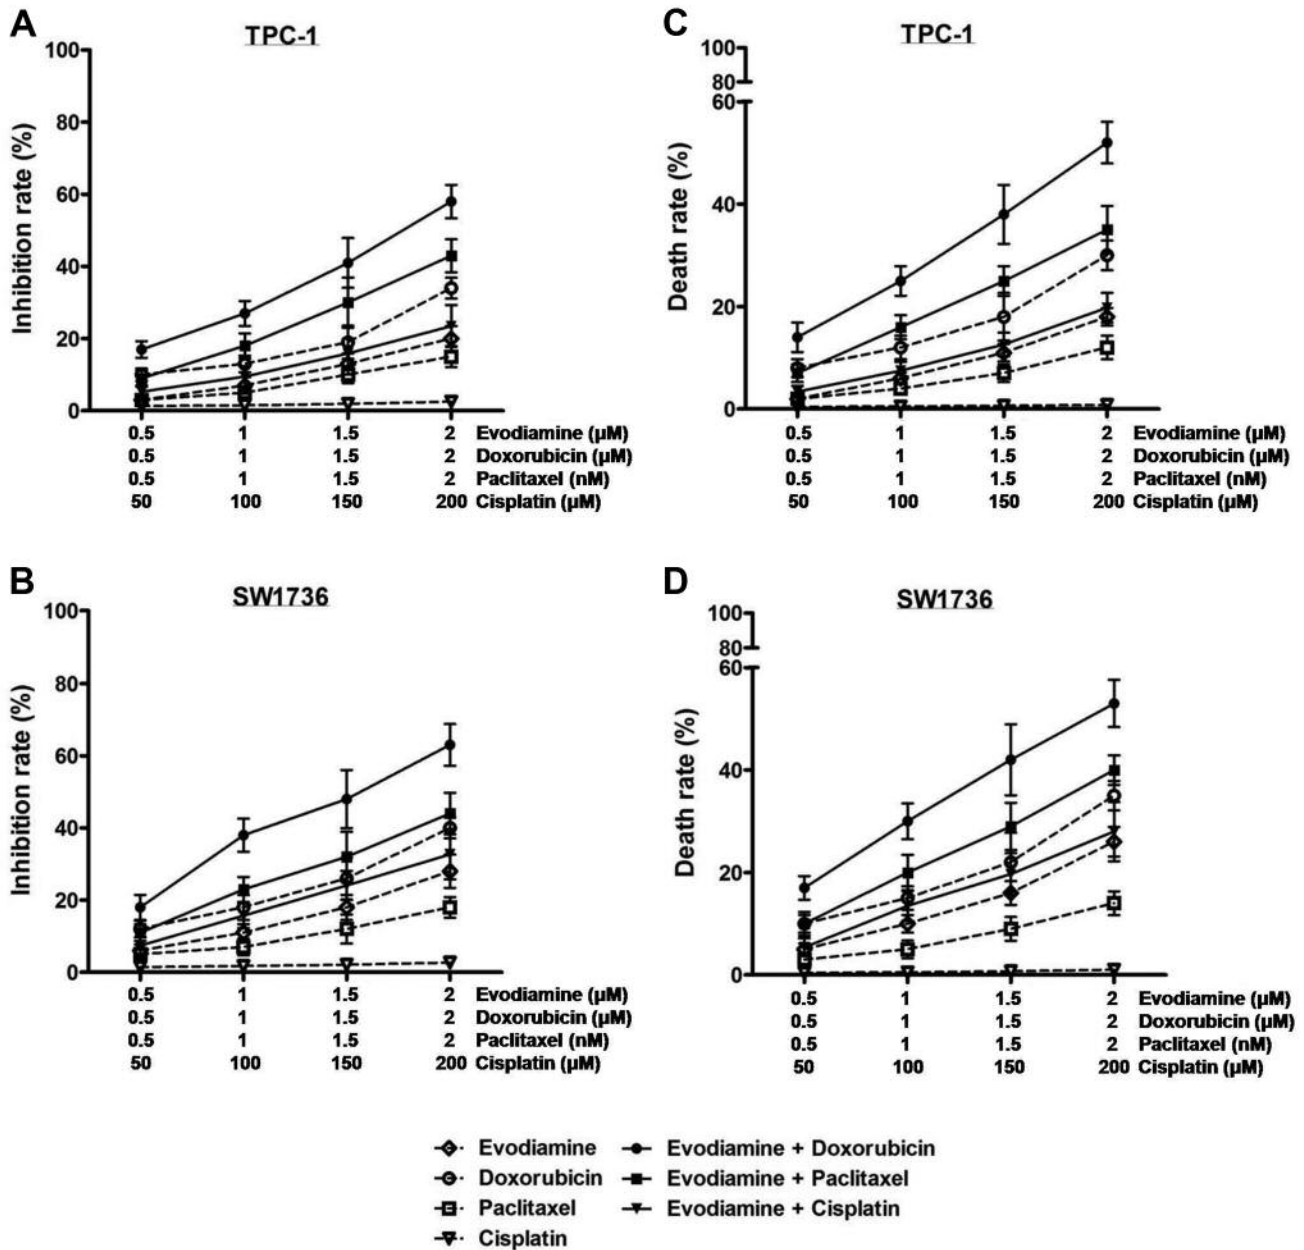 A
TPC-1
100
80
60
40
20
0
Inhibition rate (%)
0.5 1 1.5 2 Evodiamine (µM)
0.5 1 1.5 2 Doxorubicin (µM)
0.5 1 1.5 2 Paclitaxel (nM)
50 100 150 200 Cisplatin (µM)
C
TPC-1
100
80
60
40
20
0
Death rate (%)
0.5 1 1.5 2 Evodiamine (µM)
0.5 1 1.5 2 Doxorubicin (µM)
0.5 1 1.5 2 Paclitaxel (nM)
50 100 150 200 Cisplatin (µM)
B
SW1736
100
80
60
40
20
0
Inhibition rate (%)
0.5 1 1.5 2 Evodiamine (µM)
0.5 1 1.5 2 Doxorubicin (µM)
0.5 1 1.5 2 Paclitaxel (nM)
50 100 150 200 Cisplatin (µM)
D
SW1736
100
80
60
40
20
0
Death rate (%)
0.5 1 1.5 2 Evodiamine (µM)
0.5 1 1.5 2 Doxorubicin (µM)
0.5 1 1.5 2 Paclitaxel (nM)
50 100 150 200 Cisplatin (µM)
Evodiamine
Doxorubicin
Paclitaxel
Cisplatin
Evodiamine + Doxorubicin
Evodiamine + Paclitaxel
Evodiamine + Cisplatin